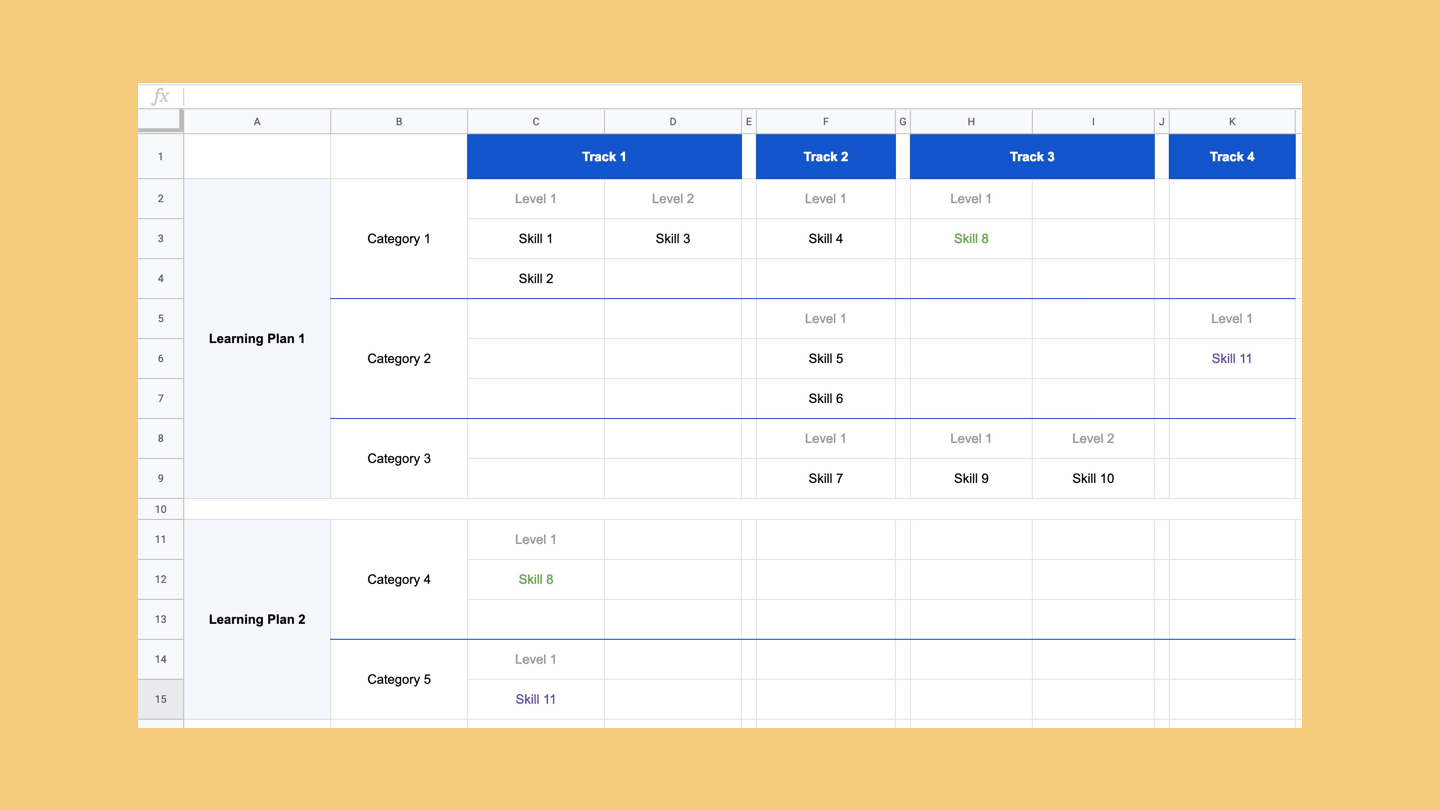 fx
A B C D E F G H I J K
1 Track 1 Track 2 Track 3 Track 4
2 Level 1 Level 2 Level 1 Level 1
3 Category 1 Skill 1 Skill 3 Skill 4 Skill 8
4 Skill 2
5 Level 1 Level 1
Learning Plan 1
6 Category 2 Skill 5 Skill 11
7 Skill 6
8 Level 1 Level 1 Level 2
Category 3
9 Skill 7 Skill 9 Skill 10
10
11 Level 1
12 Category 4 Skill 8
13 Learning Plan 2
14 Level 1
Category 5
15 Skill 11